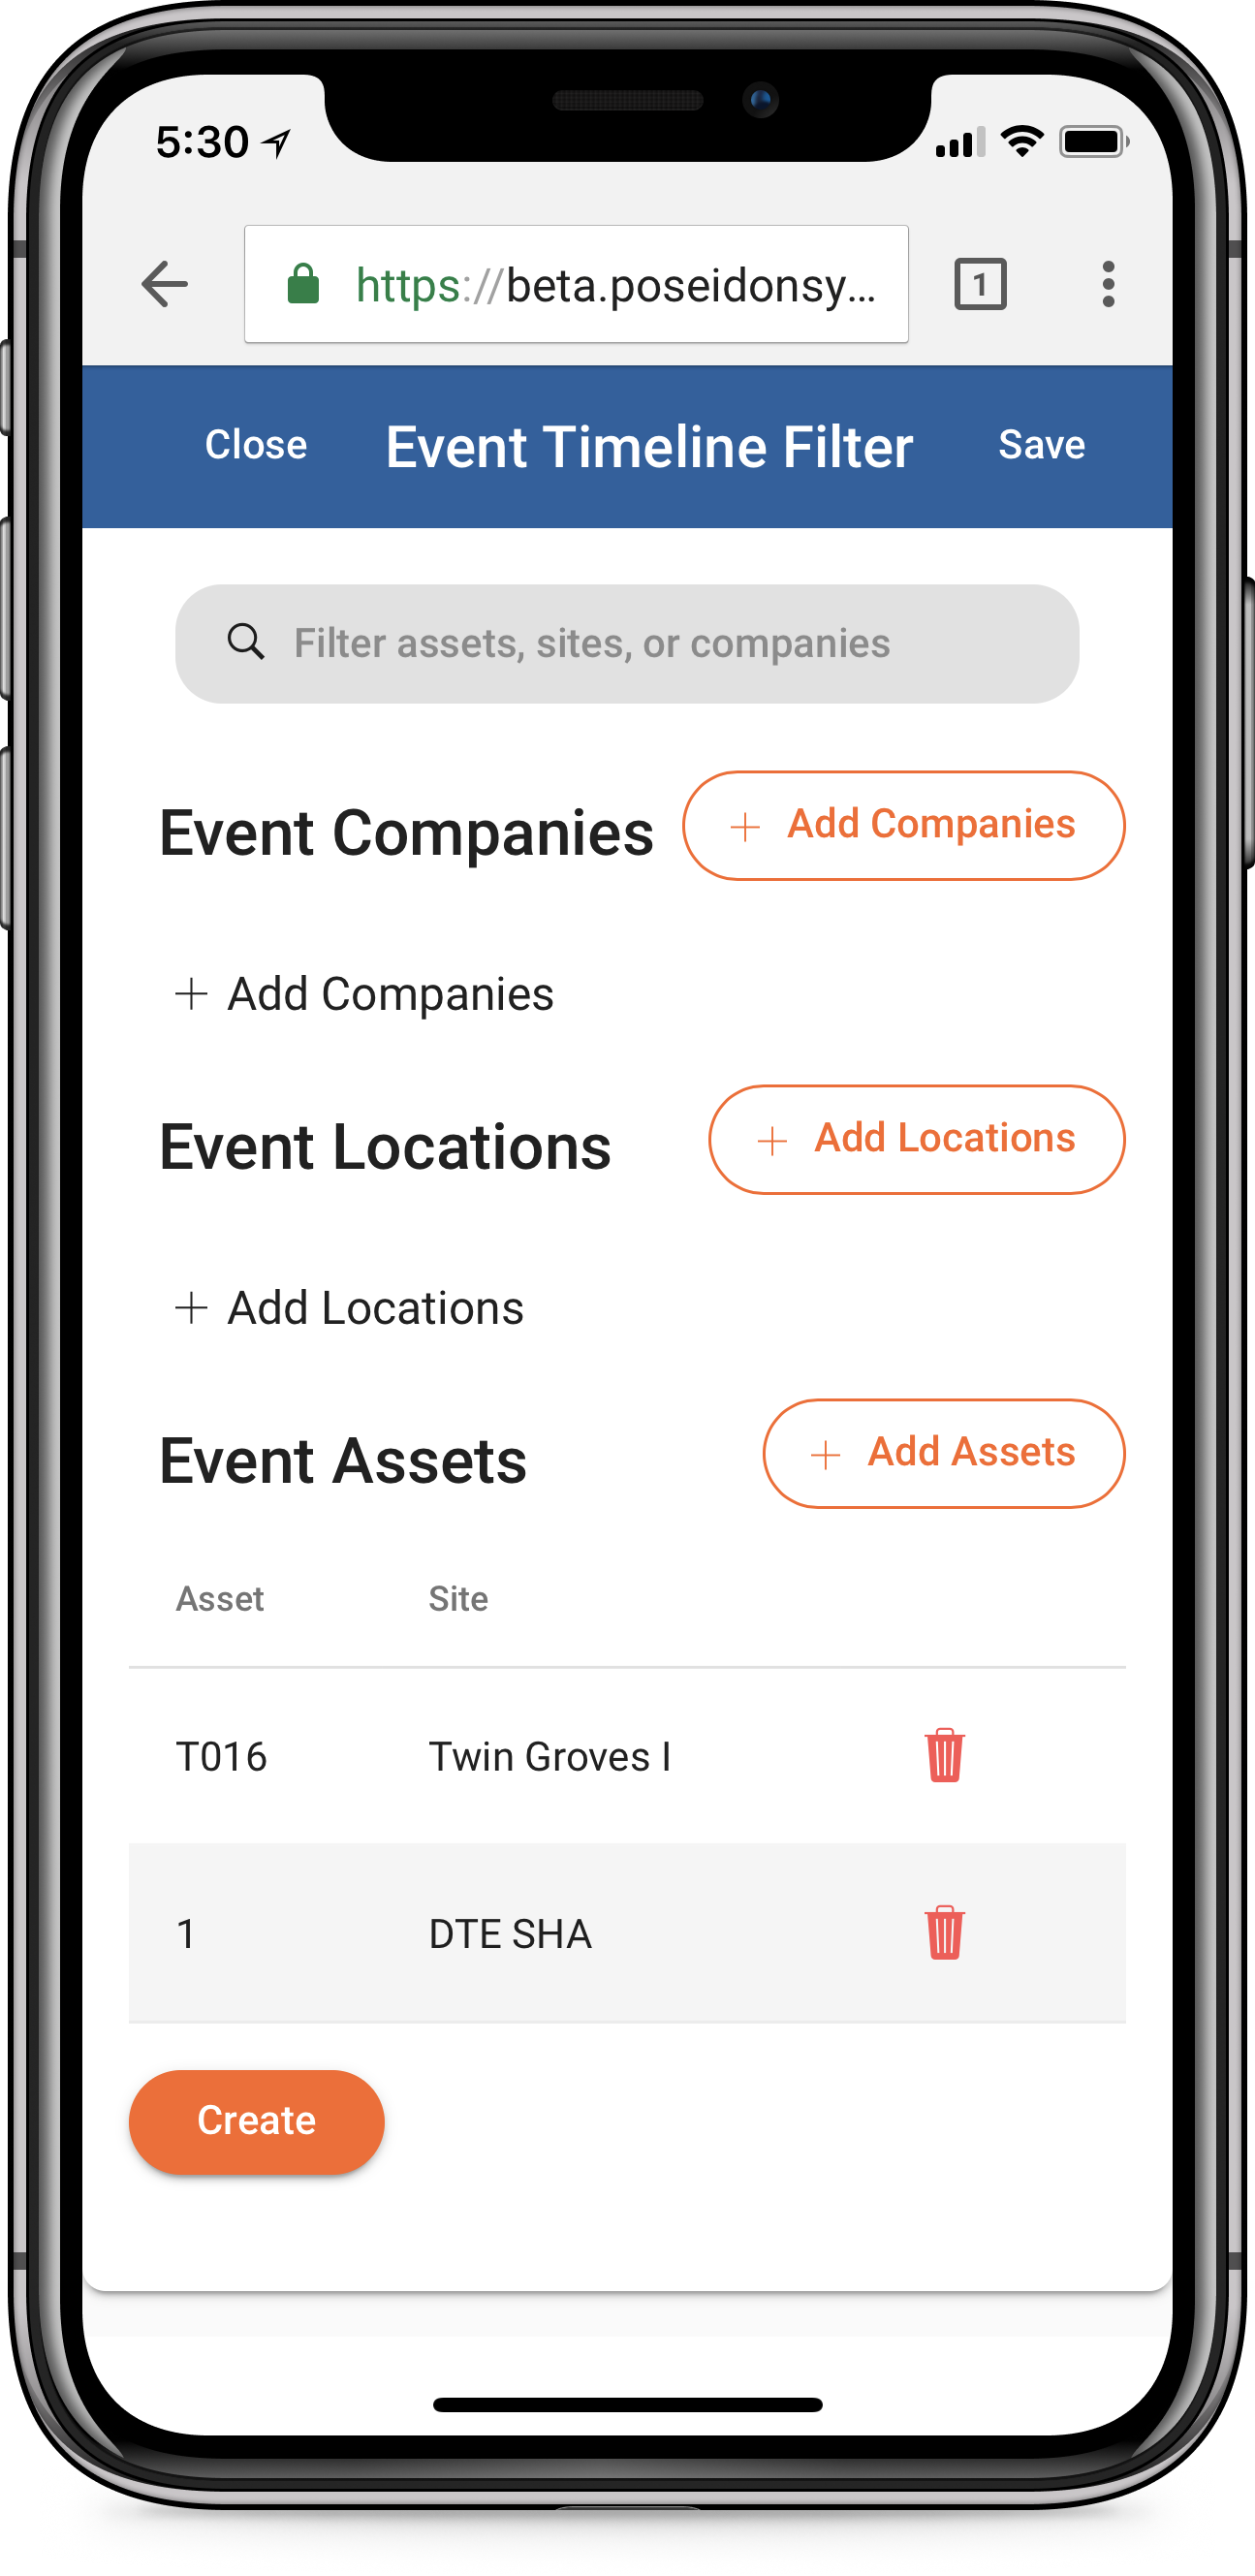 5:30
https://beta.poseidonsy...
1
Close Event Timeline Filter Save
Filter assets, sites, or companies
Event Companies + Add Companies
+ Add Companies
Event Locations + Add Locations
+ Add Locations
Event Assets + Add Assets
Asset Site
T016 Twin Groves I
1 DTE SHA
Create